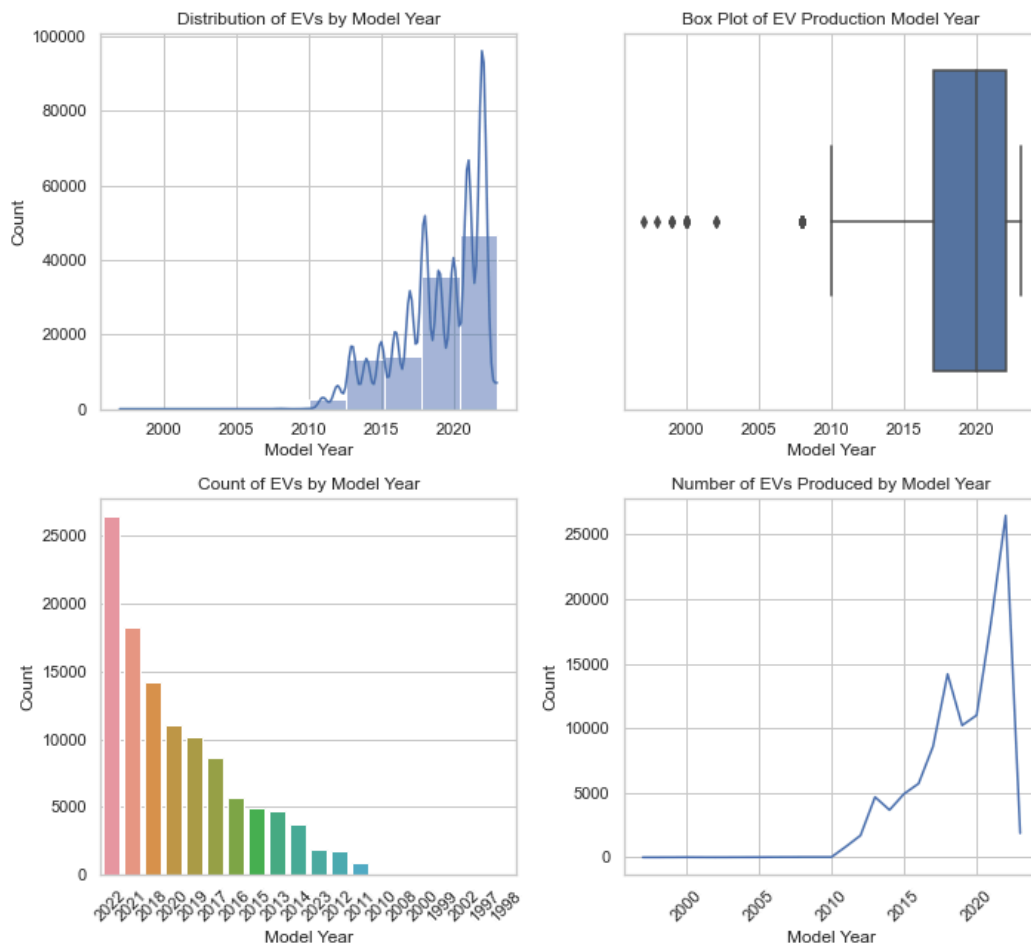 Distribution of EVs by Model Year
Count
100000
80000
60000
40000
20000
0
2000 2005 2010 2015 2020
Model Year
Box Plot of EV Production Model Year
2000 2005 2010 2015 2020
Model Year
Count of EVs by Model Year
Count
25000
20000
15000
10000
5000
0
2022 2021 2018 2020 2019 2017 2016 2015 2013 2014 2023 2012 2011 2010 2008 2000 1999 2002 1997 1998
Model Year
Number of EVs Produced by Model Year
Count
25000
20000
15000
10000
5000
0
2000 2005 2010 2015 2020
Model Year